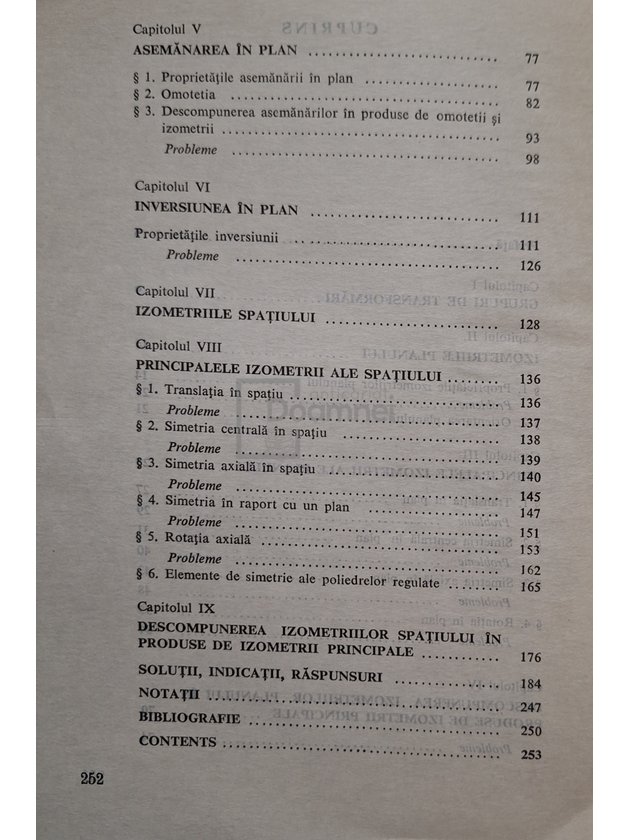 Capitolul V
ASEMĂNAREA ÎN PLAN 77
§ 1. Proprietățile asemănării în plan 77
§ 2. Omotetia 82
§ 3. Descompunerea asemănărilor în produse de omotetii și
izometrii 93
Probleme 98
Capitolul VI
INVERSIUNEA ÎN PLAN 111
Proprietățile inversiunii 111
Probleme 126
Capitolul VII
IZOMETRIILE SPAȚIULUI 128
Capitolul VIII
PRINCIPALELE IZOMETRII ALE SPAȚIULUI 136
§ 1. Translația în spațiu 136
Probleme 137
§ 2. Simetria centrală în spațiu 138
Probleme 139
§ 3. Simetria axială în spațiu 140
Probleme 145
§ 4. Simetria în raport cu un plan 147
Probleme 151
§ 5. Rotația axială 153
Probleme 162
§ 6. Elemente de simetrie ale poliedrelor regulate 165
Capitolul IX
DESCOMPUNEREA IZOMETRIILOR SPAȚIULUI ÎN
PRODUSE DE IZOMETRII PRINCIPALE 176
SOLUȚII, INDICAȚII, RĂSPUNSURI 184
NOTAȚII 247
BIBLIOGRAFIE 250
CONTENTS 253
252